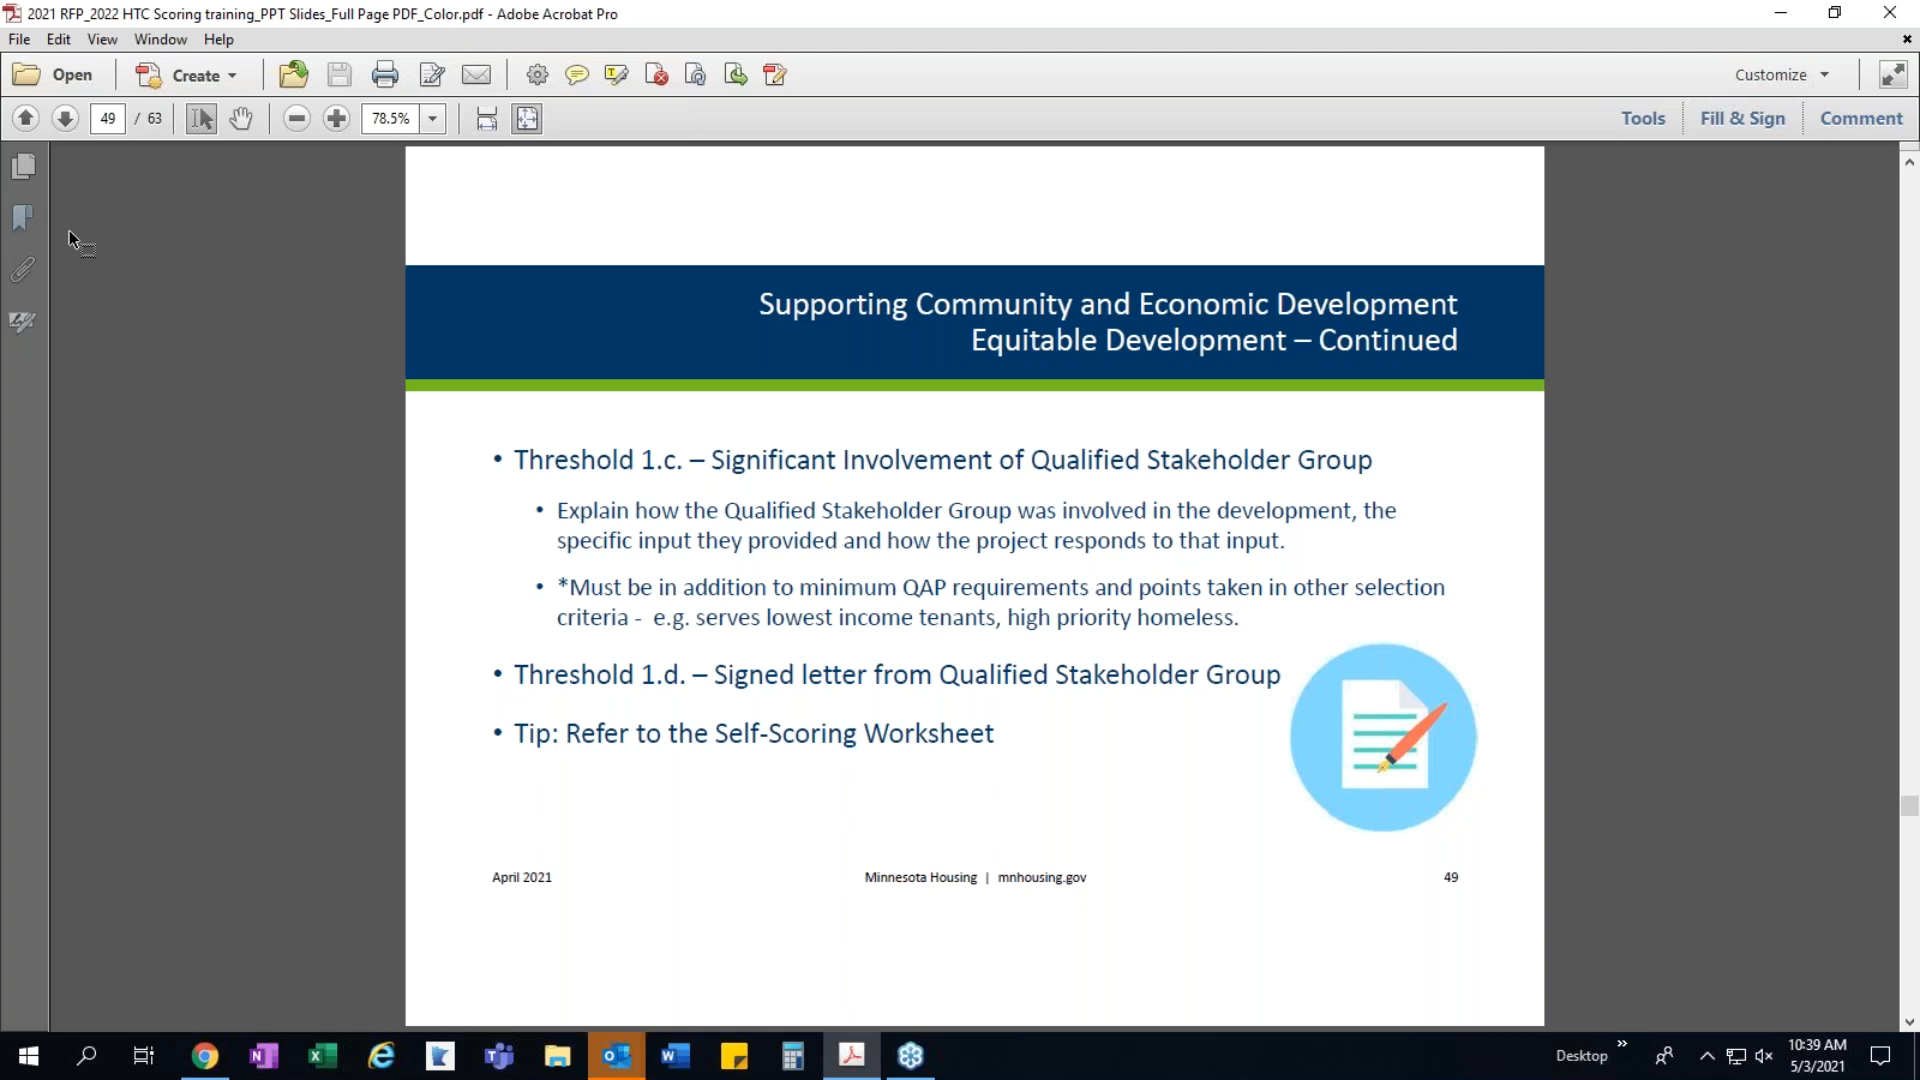 2021 RFP_2022 HTC Scoring training_PPT Slides_Full Page PDF_Color.pdf - Adobe Acrobat Pro
File Edit View Window Help
Open Create Customize
49 / 63 78.5% Tools Fill & Sign Comment
Supporting Community and Economic Development
Equitable Development – Continued
• Threshold 1.c. – Significant Involvement of Qualified Stakeholder Group
• Explain how the Qualified Stakeholder Group was involved in the development, the
specific input they provided and how the project responds to that input.
• *Must be in addition to minimum QAP requirements and points taken in other selection
criteria - e.g. serves lowest income tenants, high priority homeless.
• Threshold 1.d. – Signed letter from Qualified Stakeholder Group
• Tip: Refer to the Self-Scoring Worksheet
April 2021 Minnesota Housing | mnhousing.gov 49
Desktop » 10:39 AM
5/3/2021